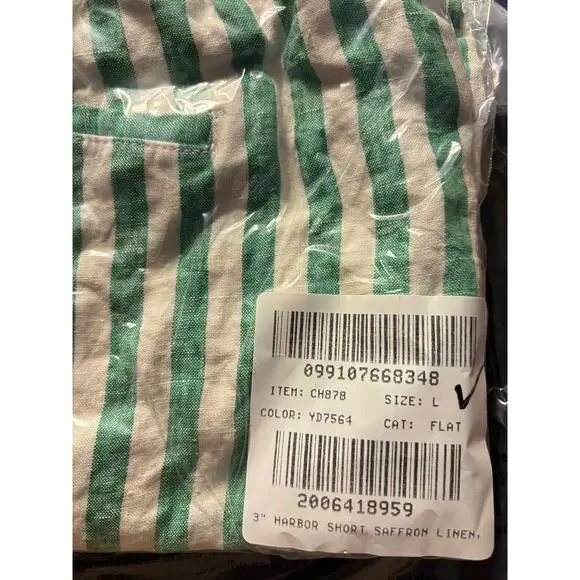 099107668348
ITEM: CH878 SIZE: L
COLOR: YD7564 CAT: FLAT
2006418959
3" HARBOR SHORT SAFFRON LINEN,